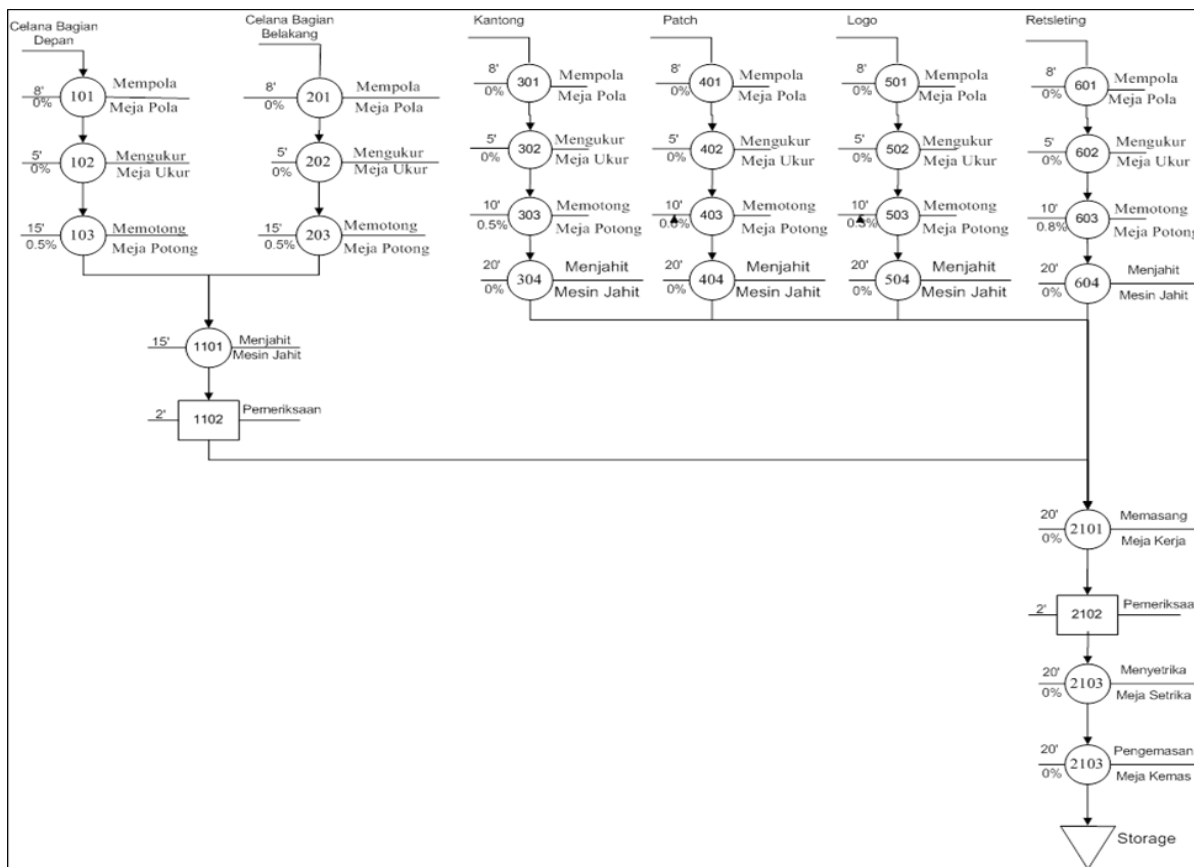 Celana Bagian
Depan
8'
0%
101
Mempola
Meja Pola
5'
0%
102
Mengukur
Meja Ukur
15'
0.5%
103
Memotong
Meja Potong
Celana Bagian
Belakang
8'
0%
201
Mempola
Meja Pola
5'
0%
202
Mengukur
Meja Ukur
15'
0.5%
203
Memotong
Meja Potong
15'
1101
Menjahit
Mesin Jahit
2'
1102
Pemeriksaan
Kantong
8'
0%
301
Mempola
Meja Pola
5'
0%
302
Mengukur
Meja Ukur
10'
0.5%
303
Memotong
Meja Potong
20'
0%
304
Menjahit
Mesin Jahit
Patch
8'
0%
401
Mempola
Meja Pola
5'
0%
402
Mengukur
Meja Ukur
10'
403
Memotong
Meja Potong
20'
0%
404
Menjahit
Mesin Jahit
Logo
8'
0%
501
Mempola
Meja Pola
5'
0%
502
Mengukur
Meja Ukur
10'
503
Memotong
Meja Potong
20'
0%
504
Menjahit
Mesin Jahit
Retsleting
8'
0%
601
Mempola
Meja Pola
5'
0%
602
Mengukur
Meja Ukur
10'
0.8%
603
Memotong
Meja Potong
20'
0%
604
Menjahit
Mesin Jahit
20'
0%
2101
Memasang
Meja Kerja
2'
2102
Pemeriksaa
20'
0%
2103
Menyetrika
Meja Setrika
20'
0%
2103
Pengemasan
Meja Kemas
Storage